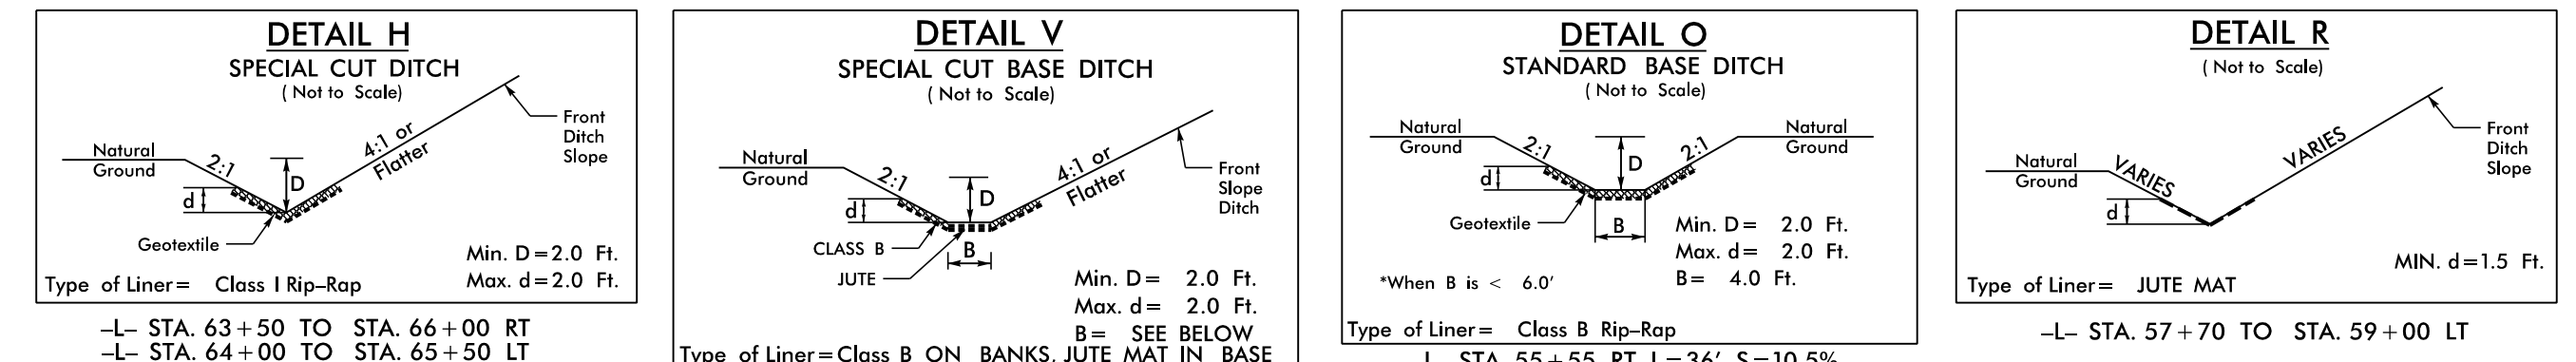 DETAIL H
SPECIAL CUT DITCH
( Not to Scale)
Natural
Ground
2:1
D
4:1 or
Flatter
Front
Ditch
Slope
d
Geotextile
Min. D=2.0 Ft.
Max. d=2.0 Ft.
Type of Liner= Class I Rip-Rap
-L- STA. 63+50 TO STA. 66+00 RT
-L- STA. 64+00 TO STA. 65+50 LT
DETAIL V
SPECIAL CUT BASE DITCH
( Not to Scale)
Natural
Ground
2:1
D
4:1 or
Flatter
Front
Slope
Ditch
d
CLASS B
B
JUTE
Min. D= 2.0 Ft.
Max. d= 2.0 Ft.
B= SEE BELOW
Type of Liner=Class B ON BANKS, JUTE MAT IN BASE
DETAIL O
STANDARD BASE DITCH
( Not to Scale)
Natural
Ground
2:1
D
2:1
Natural
Ground
d
Geotextile
B
Min. D= 2.0 Ft.
Max. d= 2.0 Ft.
B= 4.0 Ft.
*When B is < 6.0'
Type of Liner= Class B Rip-Rap
L STA. 55+55 RT L=36' S=10.5%
DETAIL R
( Not to Scale)
Natural
Ground
VARIES
VARIES
Front
Ditch
Slope
d
MIN. d=1.5 Ft.
Type of Liner= JUTE MAT
-L- STA. 57+70 TO STA. 59+00 LT